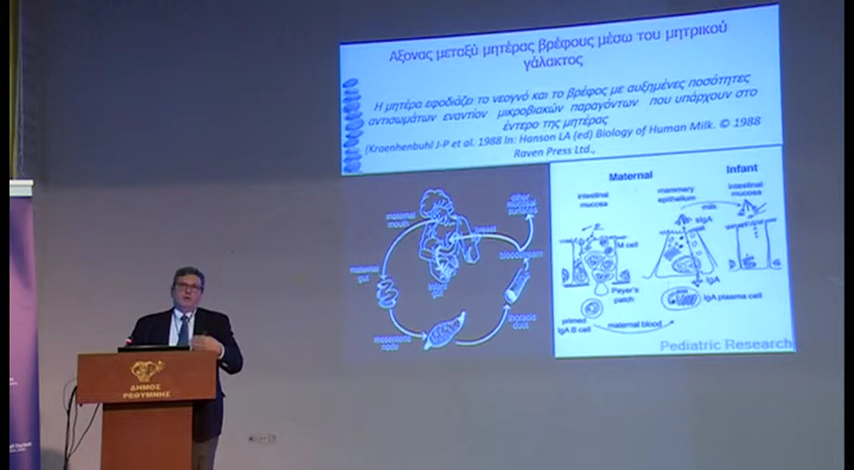 Αξονας μεταξύ μητέρας βρέφους μέσω του μητρικού
γάλακτος
Η μητέρα εφοδιάζει το νεογνό και το βρέφος με αυξημένες ποσότητες
αντισωμάτων εναντίον μικροβιακών παραγόντων που υπάρχουν στο
έντερο της μητέρας
(Kraehenbuhl J-P et al. 1988 In: Hanson LA (ed) Biology of Human Milk. © 1988
Raven Press Ltd.,
maternal
mouth
other
mucosal
surfaces
breast
bloodstream
maternal
gut
infant
gut
mesenteric
node
thoracic
duct
Maternal
Infant
intestinal
mucosa
mammary
epithelium
intestinal
mucosa
milk
sIgA
M cell
IgA
Peyer's
patch
IgA plasma cell
primed
IgA B cell
maternal blood
Pediatric Research
ΔΗΜΟΣ
ΡΕΘΥΜΝΗΣ